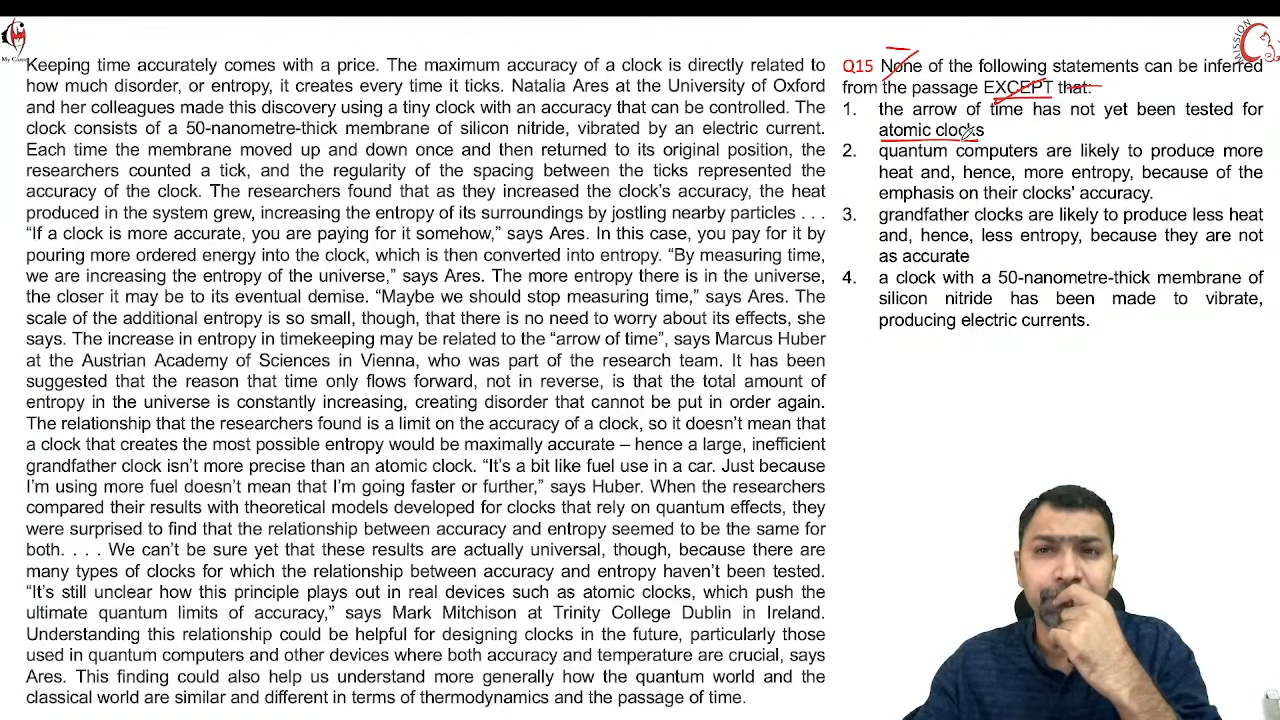 My Career
MISSION
Keeping time accurately comes with a price. The maximum accuracy of a clock is directly related to
how much disorder, or entropy, it creates every time it ticks. Natalia Ares at the University of Oxford
and her colleagues made this discovery using a tiny clock with an accuracy that can be controlled. The
clock consists of a 50-nanometre-thick membrane of silicon nitride, vibrated by an electric current.
Each time the membrane moved up and down once and then returned to its original position, the
researchers counted a tick, and the regularity of the spacing between the ticks represented the
accuracy of the clock. The researchers found that as they increased the clock’s accuracy, the heat
produced in the system grew, increasing the entropy of its surroundings by jostling nearby particles . . .
“If a clock is more accurate, you are paying for it somehow,” says Ares. In this case, you pay for it by
pouring more ordered energy into the clock, which is then converted into entropy. “By measuring time,
we are increasing the entropy of the universe,” says Ares. The more entropy there is in the universe,
the closer it may be to its eventual demise. “Maybe we should stop measuring time,” says Ares. The
scale of the additional entropy is so small, though, that there is no need to worry about its effects, she
says. The increase in entropy in timekeeping may be related to the “arrow of time”, says Marcus Huber
at the Austrian Academy of Sciences in Vienna, who was part of the research team. It has been
suggested that the reason that time only flows forward, not in reverse, is that the total amount of
entropy in the universe is constantly increasing, creating disorder that cannot be put in order again.
The relationship that the researchers found is a limit on the accuracy of a clock, so it doesn’t mean that
a clock that creates the most possible entropy would be maximally accurate – hence a large, inefficient
grandfather clock isn’t more precise than an atomic clock. “It’s a bit like fuel use in a car. Just because
I’m using more fuel doesn’t mean that I’m going faster or further,” says Huber. When the researchers
compared their results with theoretical models developed for clocks that rely on quantum effects, they
were surprised to find that the relationship between accuracy and entropy seemed to be the same for
both. . . . We can’t be sure yet that these results are actually universal, though, because there are
many types of clocks for which the relationship between accuracy and entropy haven’t been tested.
“It’s still unclear how this principle plays out in real devices such as atomic clocks, which push the
ultimate quantum limits of accuracy,” says Mark Mitchison at Trinity College Dublin in Ireland.
Understanding this relationship could be helpful for designing clocks in the future, particularly those
used in quantum computers and other devices where both accuracy and temperature are crucial, says
Ares. This finding could also help us understand more generally how the quantum world and the
classical world are similar and different in terms of thermodynamics and the passage of time.
Q15 None of the following statements can be inferred
from the passage EXCEPT that:
1. the arrow of time has not yet been tested for
atomic clocks
2. quantum computers are likely to produce more
heat and, hence, more entropy, because of the
emphasis on their clocks' accuracy.
3. grandfather clocks are likely to produce less heat
and, hence, less entropy, because they are not
as accurate
4. a clock with a 50-nanometre-thick membrane of
silicon nitride has been made to vibrate,
producing electric currents.